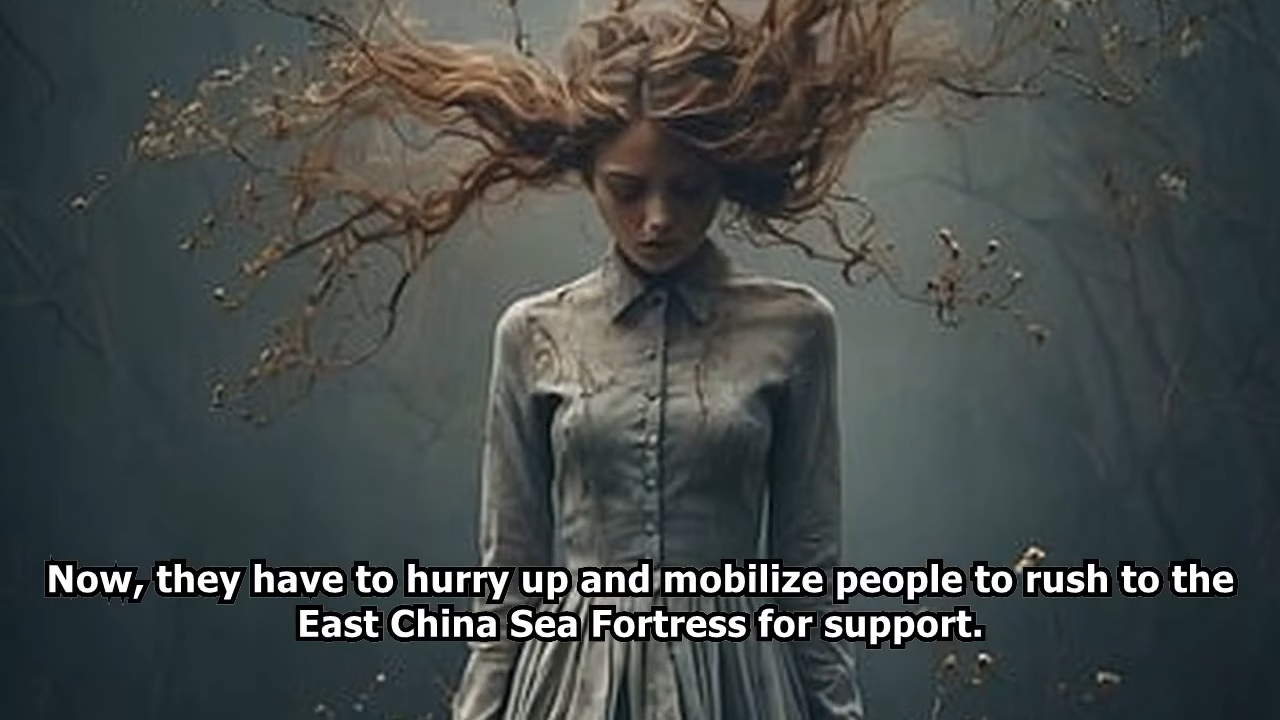 Now, they have to hurry up and mobilize people to rush to the
East China Sea Fortress for support.